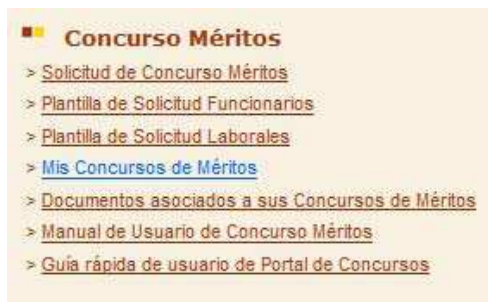 Concurso Méritos
> Solicitud de Concurso Méritos
> Plantilla de Solicitud Funcionarios
> Plantilla de Solicitud Laborales
> Mis Concursos de Méritos
> Documentos asociados a sus Concursos de Méritos
> Manual de Usuario de Concurso Méritos
> Guía rápida de usuario de Portal de Concursos